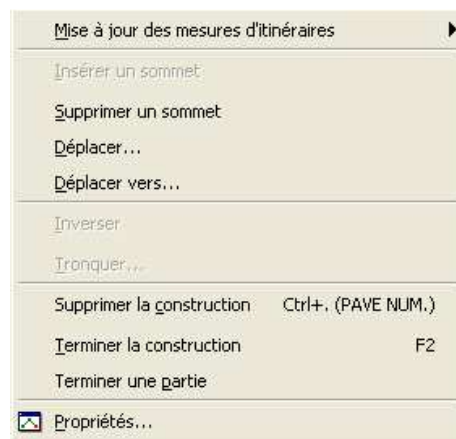 Mise à jour des mesures d'itinéraires
Insérer un sommet
Supprimer un sommet
Déplacer...
Déplacer vers...
Inverser
Tronquer...
Supprimer la construction Ctrl+. (PAVE NUM.)
Terminer la construction F2
Terminer une partie
Propriétés...